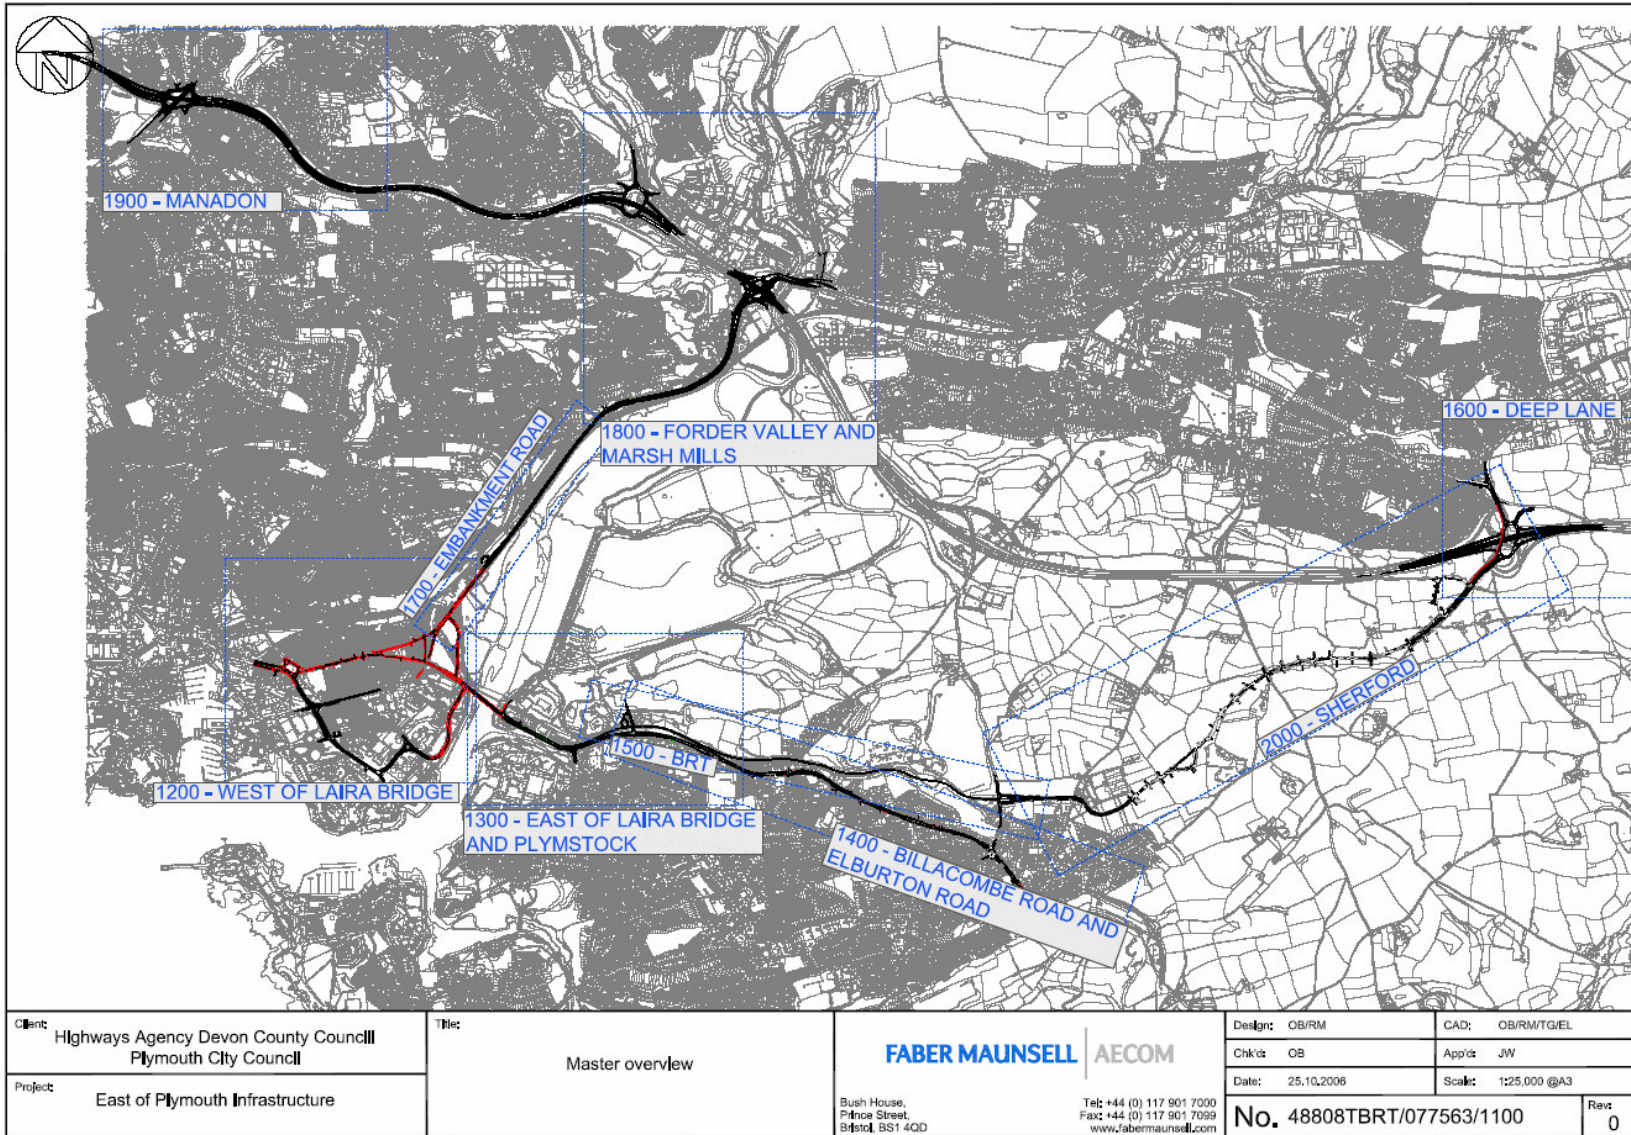 N
1900 - MANADON
1800 - FORDER VALLEY AND
MARSH MILLS
1700 - EMBANKMENT ROAD
1600 - DEEP LANE
2000 - SHERFORD
1500 - BRT
1200 - WEST OF LAIRA BRIDGE
1300 - EAST OF LAIRA BRIDGE
AND PLYMSTOCK
1400 - BILLACOMBE ROAD AND
ELBURTON ROAD
Client:
Highways Agency Devon County Councill
Plymouth City Council
Project:
East of Plymouth Infrastructure
Title:
Master overview
FABER MAUNSELL | AECOM
Bush House,
Prince Street,
Bristol, BS1 4QD
Tel: +44 (0) 117 901 7000
Fax: +44 (0) 117 901 7099
www.fabermaunsell.com
Design: OB/RM
CAD: OB/RM/TG/EL
Chk'd: OB
App'd: JW
Date: 25.10.2006
Scale: 1:25,000 @A3
No. 48808TBRT/077563/1100
Rev:
0